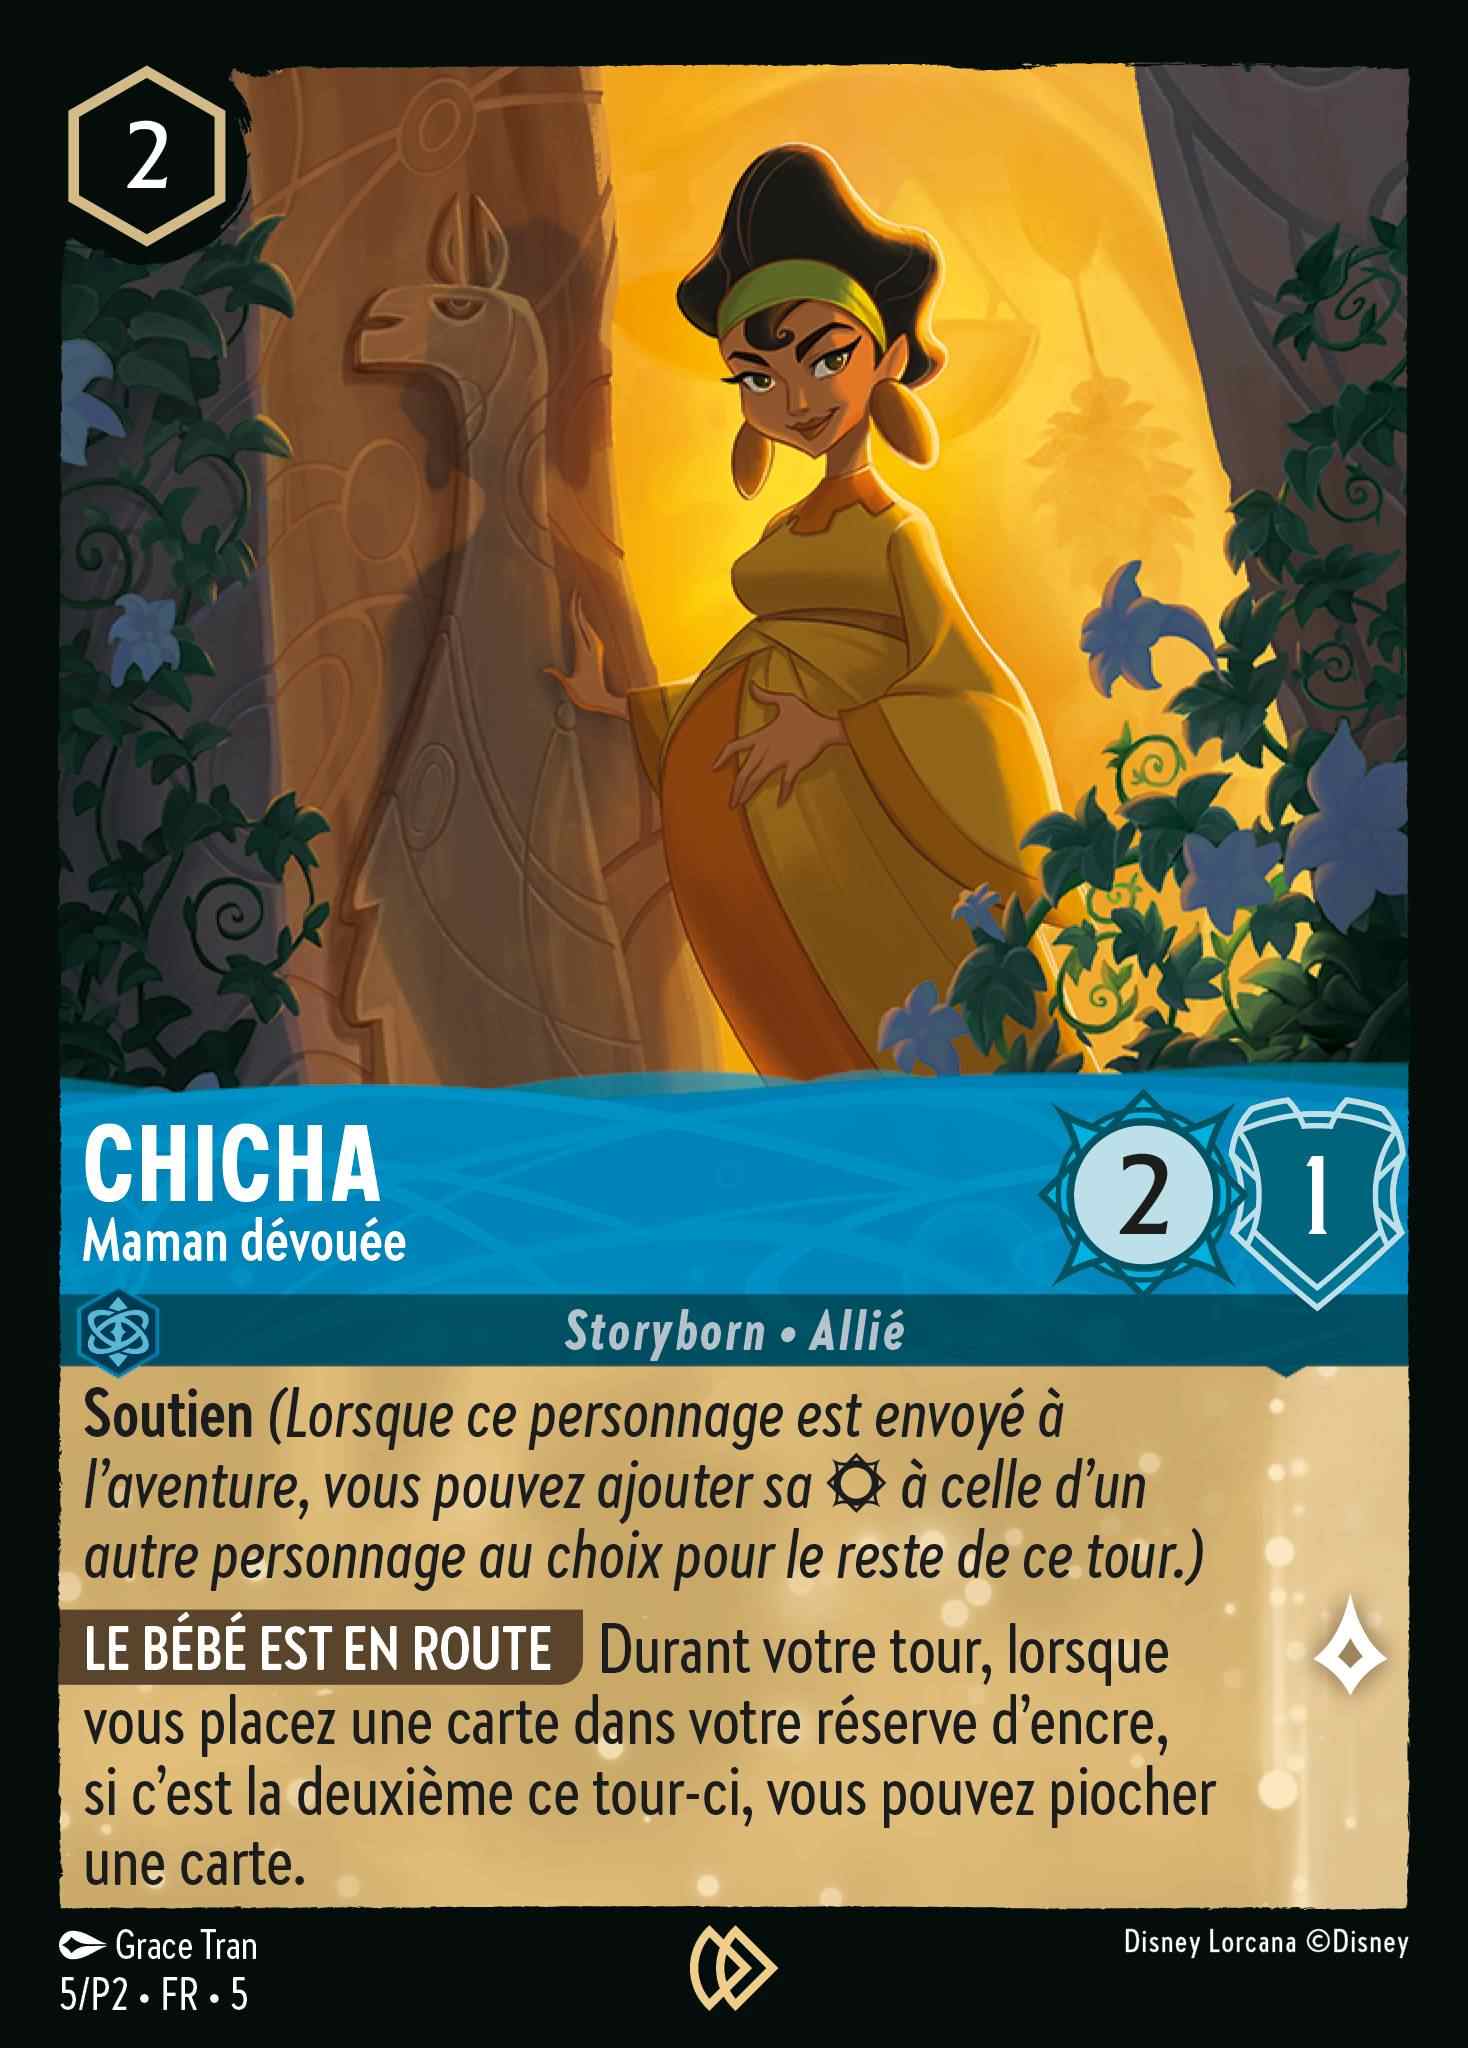 2
CHICHA
Maman dévouée
2
1
Storyborn • Allié
Soutien (Lorsque ce personnage est envoyé à
l’aventure, vous pouvez ajouter sa à celle d’un
autre personnage au choix pour le reste de ce tour.)
LE BÉBÉ EST EN ROUTE Durant votre tour, lorsque
vous placez une carte dans votre réserve d’encre,
si c’est la deuxième ce tour-ci, vous pouvez piocher
une carte.
Grace Tran
5/P2 • FR • 5
Disney Lorcana ©Disney